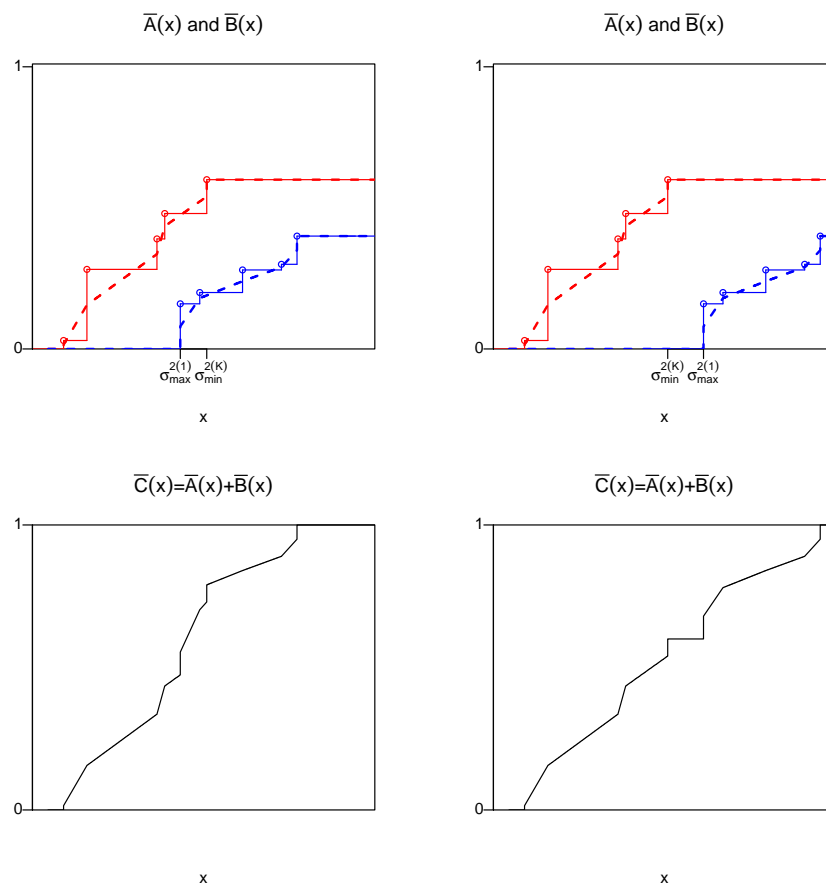 A̅(x) and B̅(x)
A̅(x) and B̅(x)
1
0
σ²⁽¹⁾max σ²⁽ᴷ⁾min
x
1
0
σ²⁽ᴷ⁾min σ²⁽¹⁾max
x
C̅(x)=A̅(x)+B̅(x)
C̅(x)=A̅(x)+B̅(x)
1
0
x
1
0
x